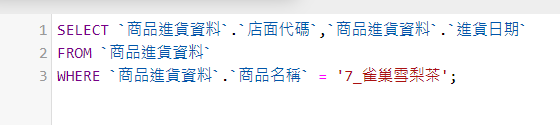 1 SELECT `商品進貨資料`.`店面代碼`,`商品進貨資料`.`進貨日期`
2 FROM `商品進貨資料`
3 WHERE `商品進貨資料`.`商品名稱` = '7_雀巢雪梨茶';